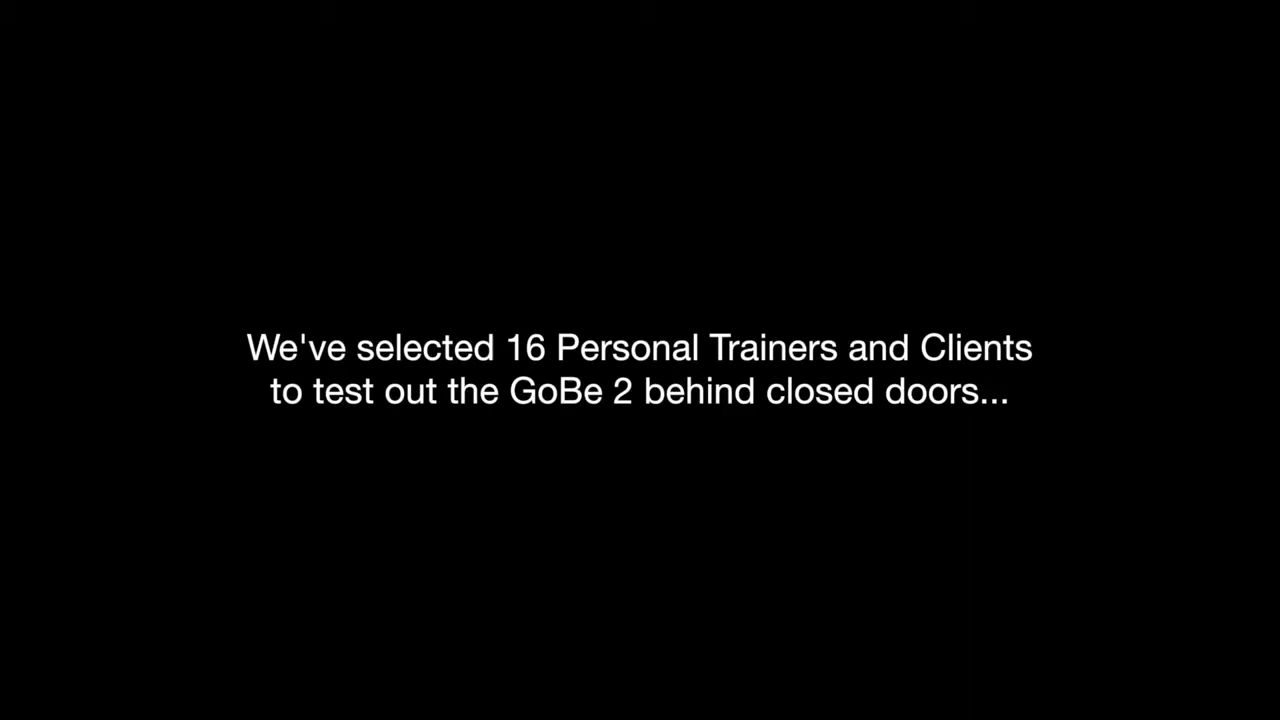 We've selected 16 Personal Trainers and Clients
to test out the GoBe 2 behind closed doors...